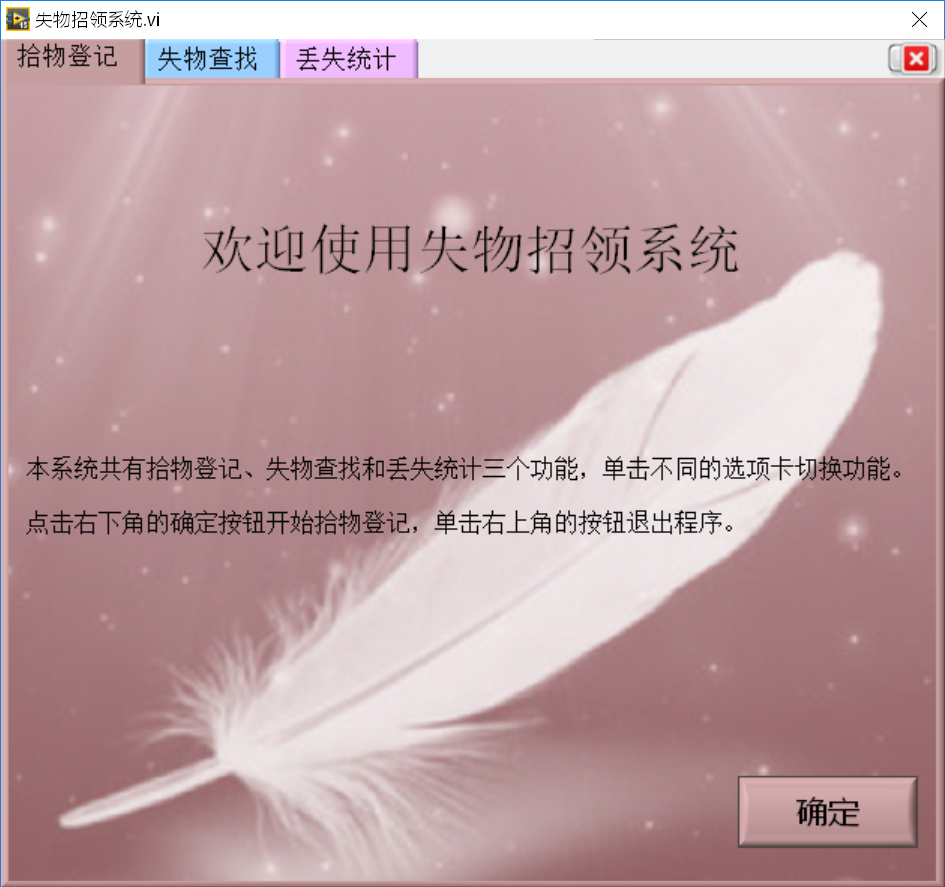 失物招领系统.vi
拾物登记
失物查找
丢失统计
欢迎使用失物招领系统
本系统共有拾物登记、失物查找和丢失统计三个功能，单击不同的选项卡切换功能。
点击右下角的确定按钮开始拾物登记，单击右上角的按钮退出程序。
确定